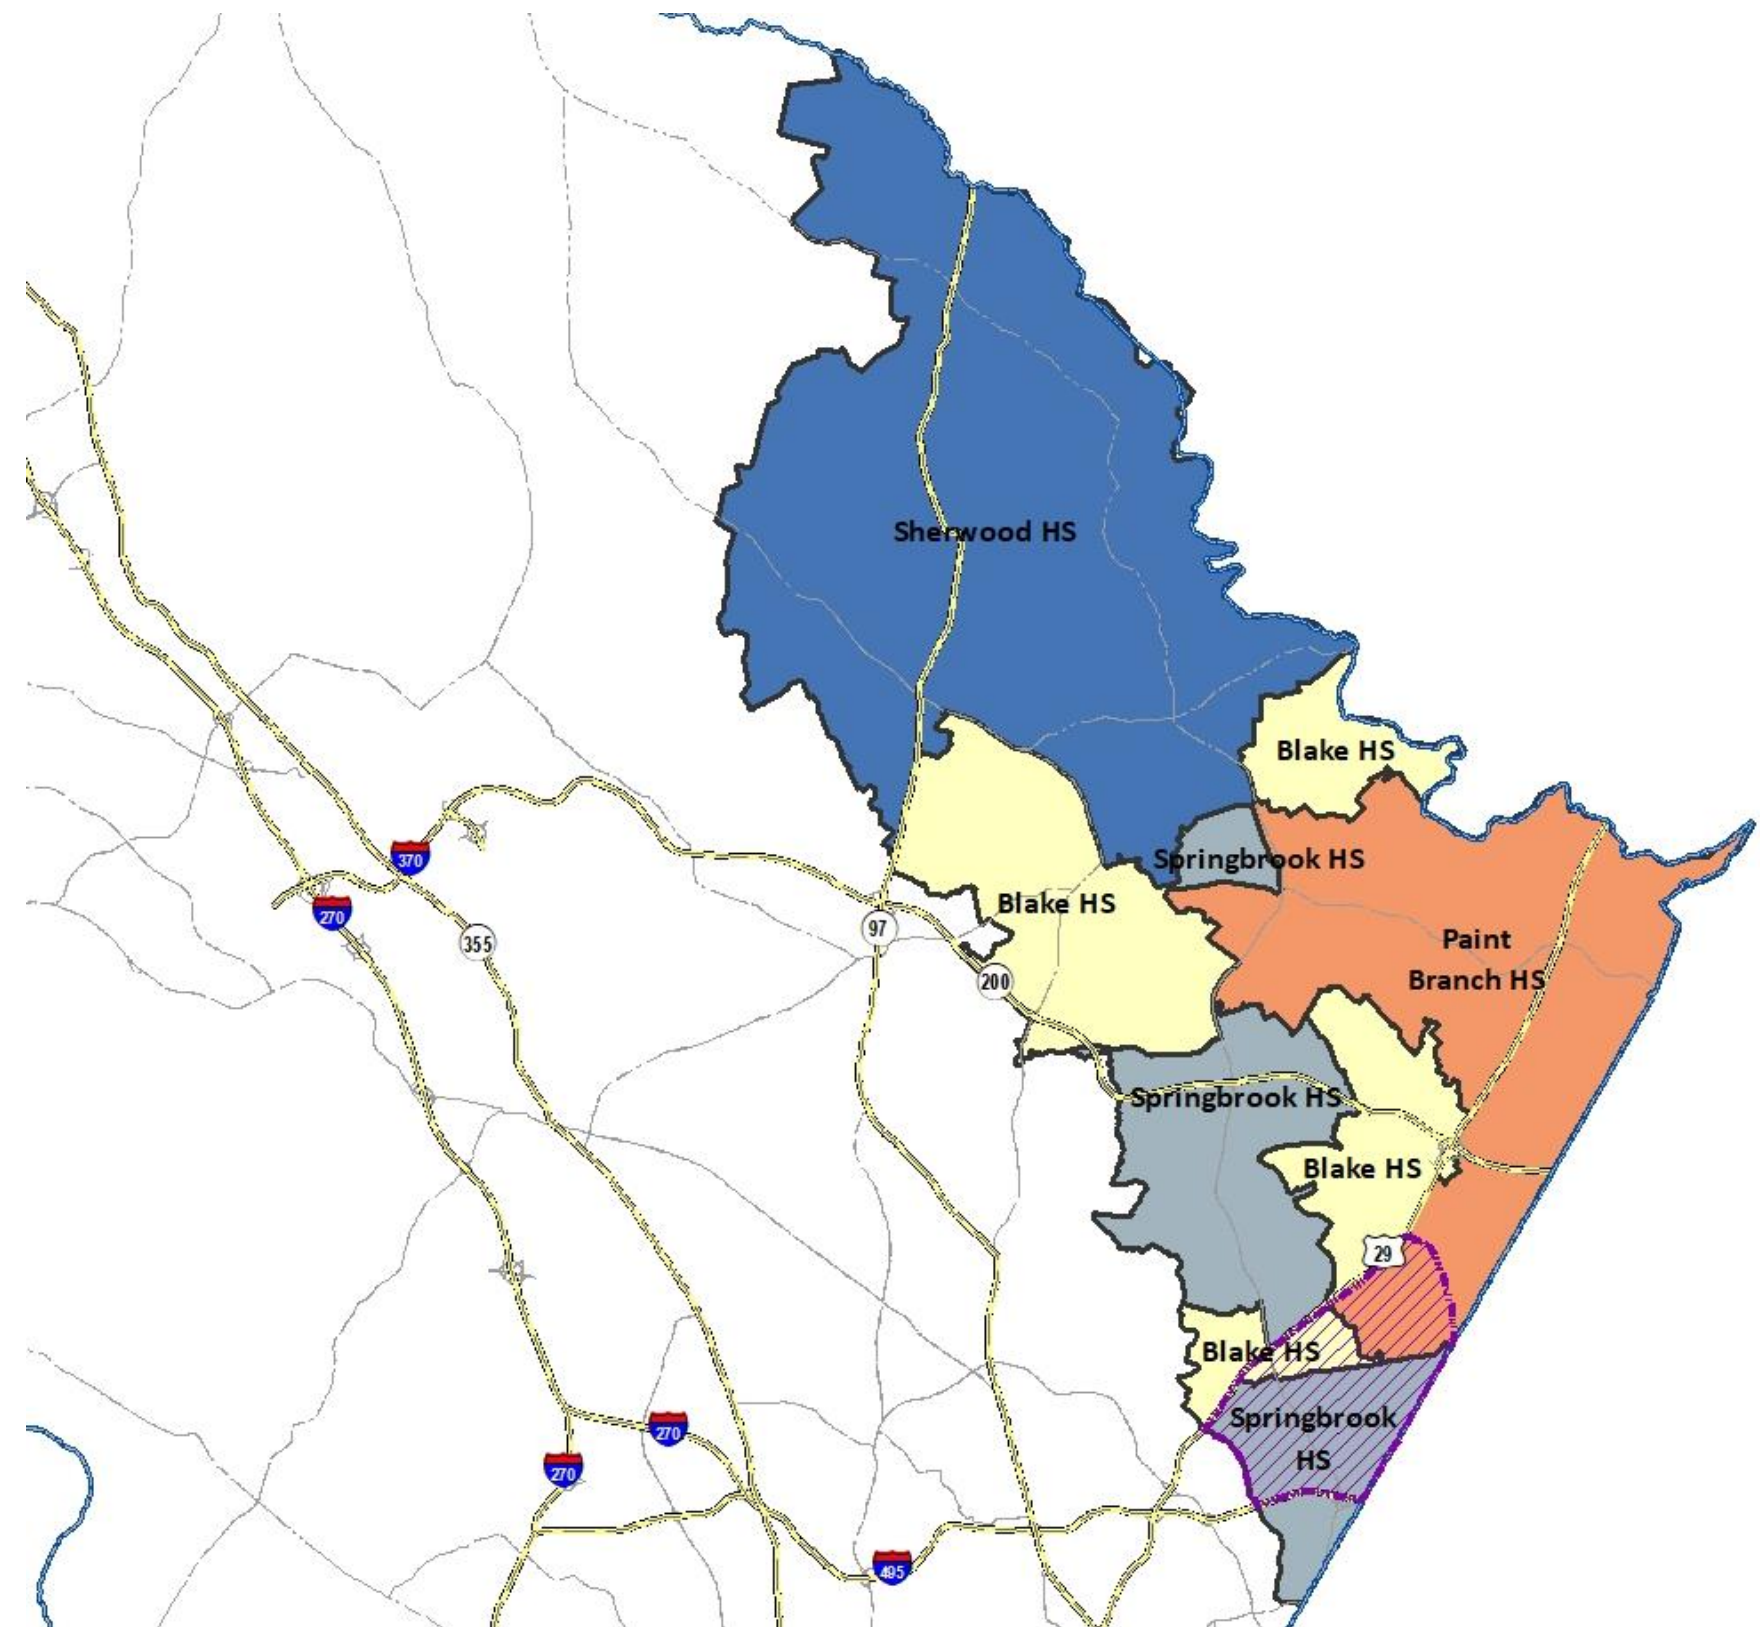 Sherwood HS
Blake HS
Springbrook HS
370
Blake HS
270
97
355
Paint
Branch HS
200
Springbrook HS
Blake HS
29
Blake HS
Springbrook
HS
270
270
495